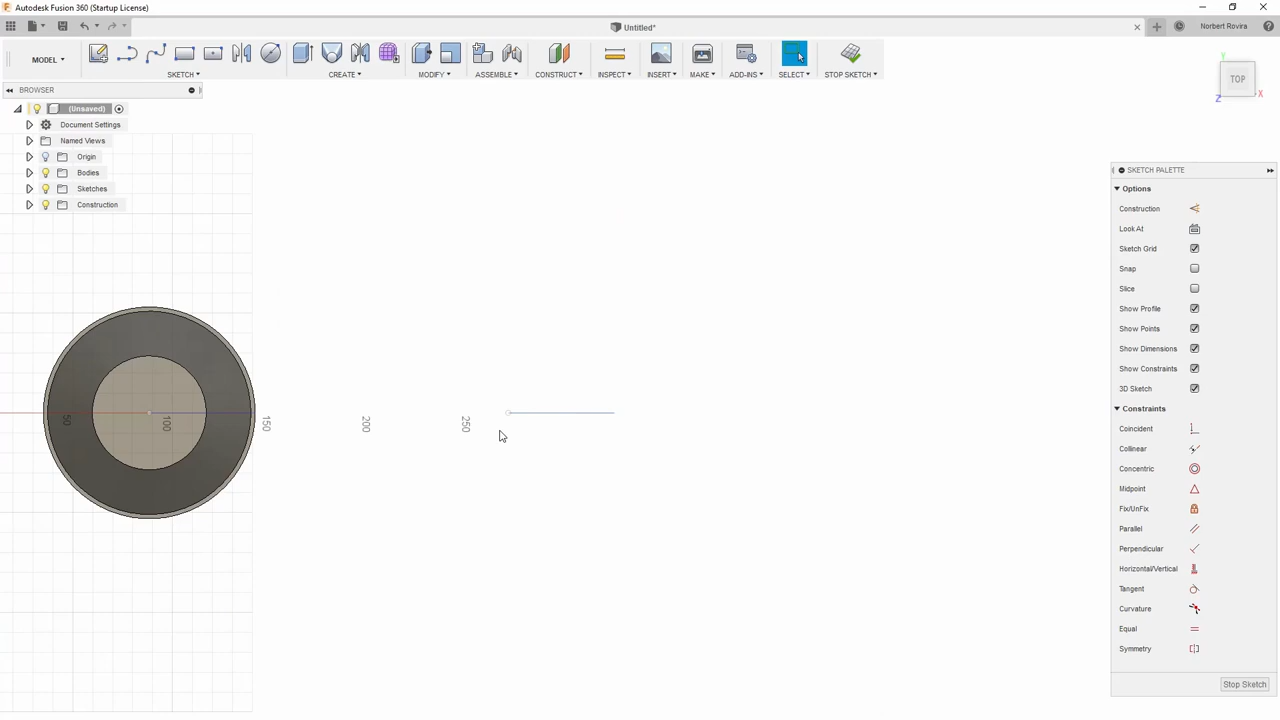 Autodesk Fusion 360 (Startup License)
Untitled*
Norbert Rovira
MODEL
SKETCH
CREATE
MODIFY
ASSEMBLE
CONSTRUCT
INSPECT
INSERT
MAKE
ADD-INS
SELECT
STOP SKETCH
BROWSER
(Unsaved)
Document Settings
Named Views
Origin
Bodies
Sketches
Construction
Y
TOP
X
Z
50
100
150
200
250
SKETCH PALETTE
Options
Construction
Look At
Sketch Grid
Snap
Slice
Show Profile
Show Points
Show Dimensions
Show Constraints
3D Sketch
Constraints
Coincident
Collinear
Concentric
Midpoint
Fix/UnFix
Parallel
Perpendicular
Horizontal/Vertical
Tangent
Curvature
Equal
Symmetry
Stop Sketch